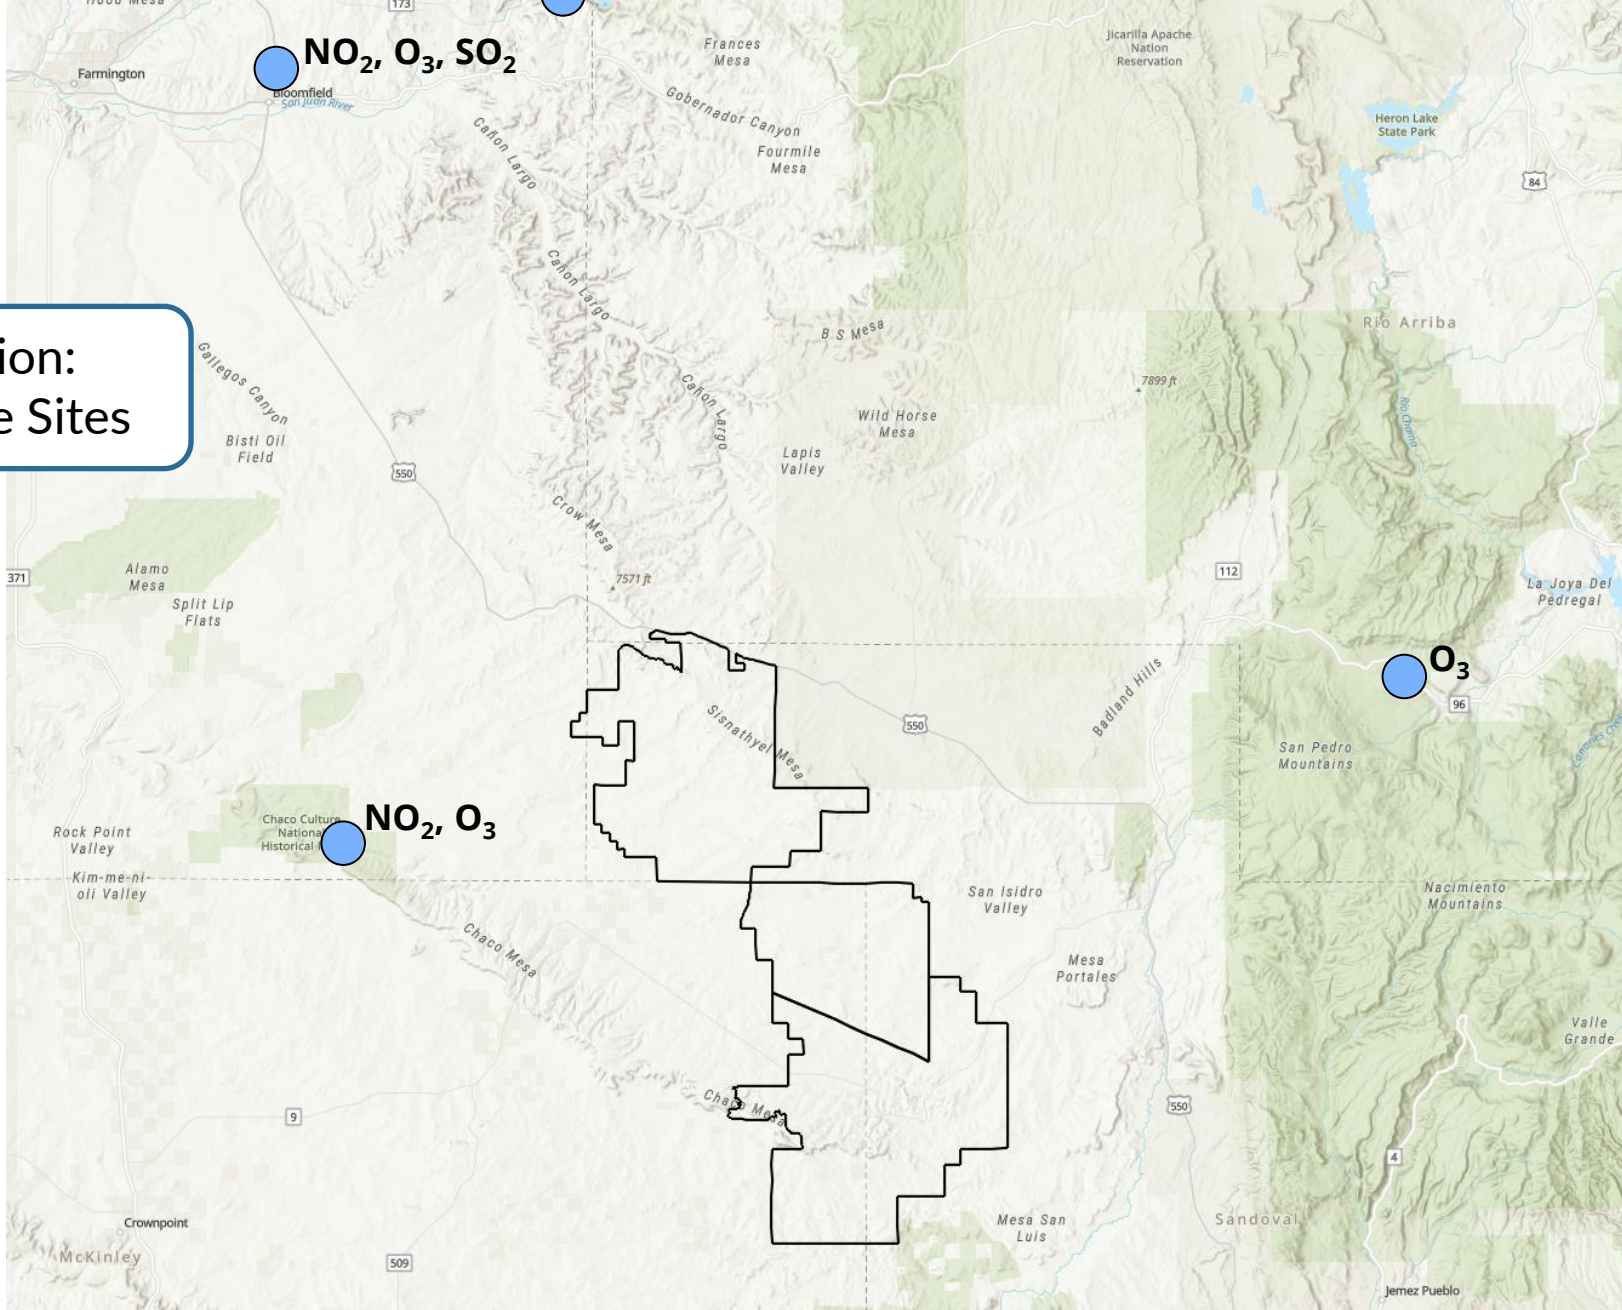 173
NO₂, O₃, SO₂
Farmington
Bloomfield
San Juan River
Frances
Mesa
Jicarilla Apache
Nation
Reservation
Gobernador Canyon
Fourmile
Mesa
Heron Lake
State Park
84
Cañon Largo
Cañon Largo
Cañon Largo
B S Mesa
Rio Arriba
ion:
e Sites
Gallegos Canyon
Bisti Oil
Field
550
7899 ft
Wild Horse
Mesa
Rio Chama
Lapis
Valley
Crow Mesa
7571 ft
371
Alamo
Mesa
Split Lip
Flats
112
La Joya Del
Pedregal
O₃
96
Badland Hills
Sisnathyel Mesa
550
San Pedro
Mountains
Chaco Culture
National
Historical
NO₂, O₃
Rock Point
Valley
Kim-me-ni-
oli Valley
San Isidro
Valley
Nacimiento
Mountains
Chaco Mesa
Mesa
Portales
Valle
Grande
Chaco Mesa
9
550
4
Crownpoint
McKinley
509
Mesa San
Luis
Sandoval
Jemez Pueblo